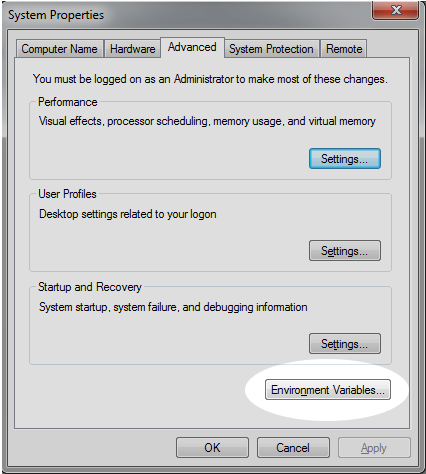 System Properties
Computer Name Hardware Advanced System Protection Remote
You must be logged on as an Administrator to make most of these changes.
Performance
Visual effects, processor scheduling, memory usage, and virtual memory
Settings...
User Profiles
Desktop settings related to your logon
Settings...
Startup and Recovery
System startup, system failure, and debugging information
Settings...
Environment Variables...
OK Cancel Apply